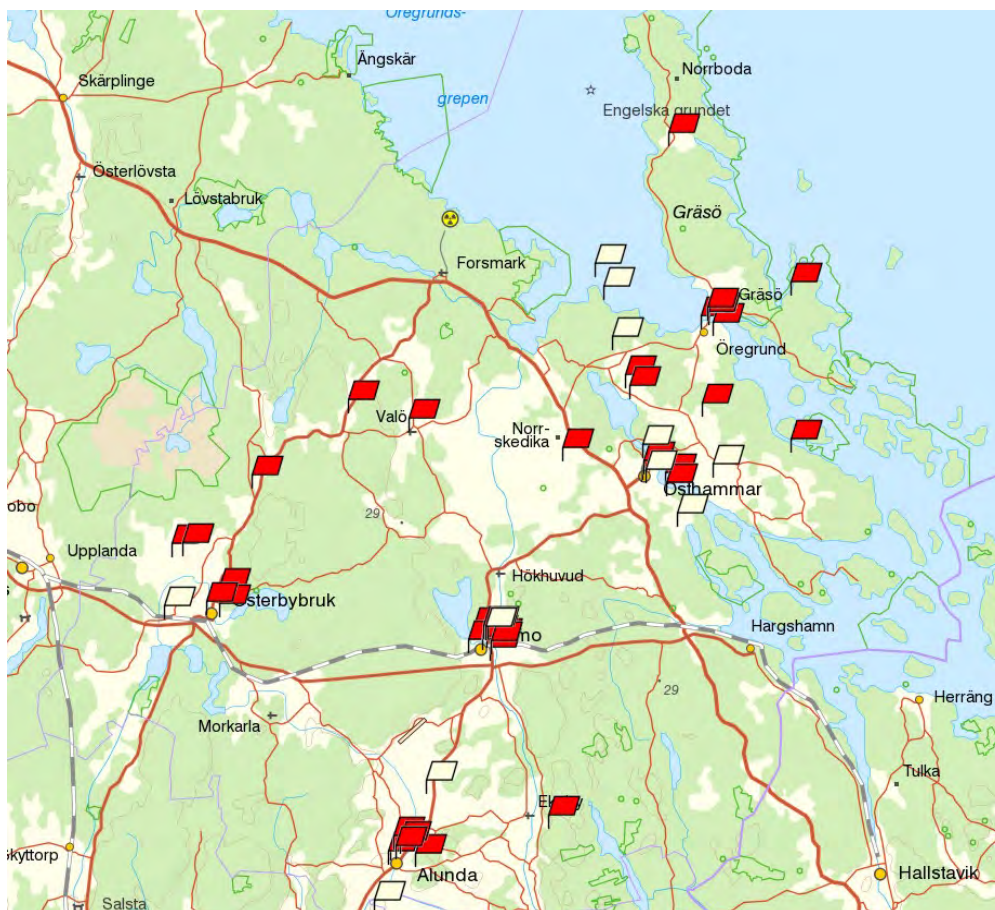 Öregrunds-
Ängskär
Norrboda
Skärplinge
grepen
Engelska grundet
Österlövsta
Lövstabruk
Gräsö
Forsmark
Gräsö
Öregrund
Valö
Norr-
skedika
Östhammar
obo
29
Upplanda
Hökhuvud
sterbybruk
no
Hargshamn
29
Herräng
Morkarla
Tulka
Skyttorp
Alunda
Hallstavik
Salsta